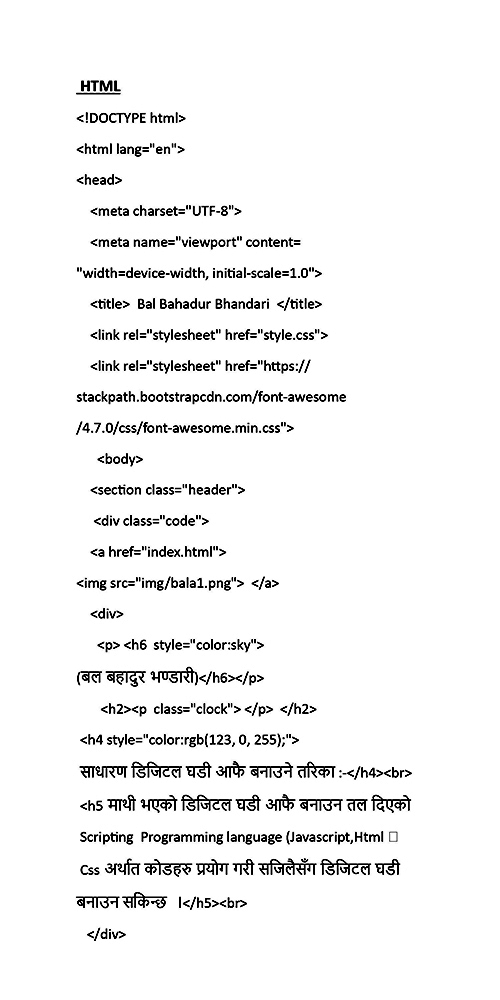 HTML
<!DOCTYPE html>
<html lang="en">
<head>
<meta charset="UTF-8">
<meta name="viewport" content=
"width=device-width, initial-scale=1.0">
<title>  Bal Bahadur Bhandari  </title>
<link rel="stylesheet" href="style.css">
<link rel="stylesheet" href="https://
stackpath.bootstrapcdn.com/font-awesome
/4.7.0/css/font-awesome.min.css">
<body>
<section class="header">
<div class="code">
<a href="index.html">
<img src="img/bala1.png">  </a>
<div>
<p> <h6  style="color:sky">
(बल बहादुर भण्डारी)</h6></p>
<h2><p  class="clock"> </p>  </h2>
<h4 style="color:rgb(123, 0, 255);">
साधारण डिजिटल घडी आफै बनाउने तरिका :-</h4><br>
<h5 माथी भएको डिजिटल घडी आफै बनाउन तल दिएको
Scripting  Programming language (Javascript,Html □
Css अर्थात कोडहरु प्रयोग गरी सजिलैसँग डिजिटल घडी
बनाउन सकिन्छ   ।</h5><br>
</div>